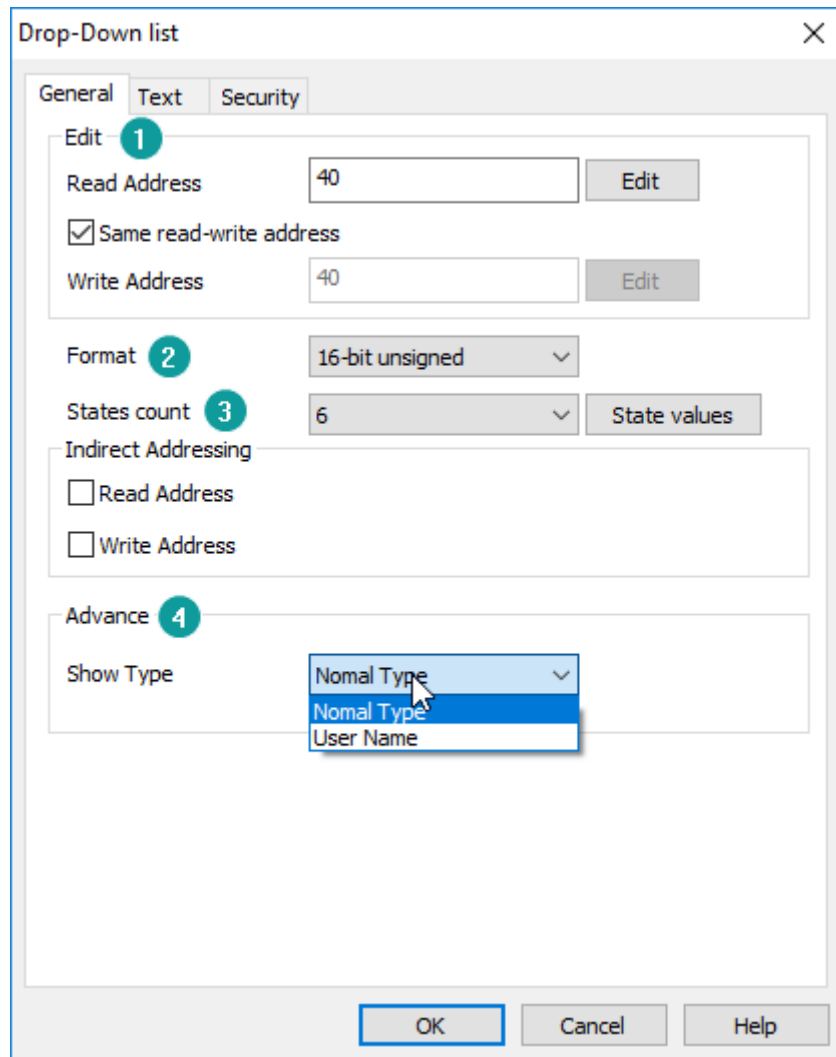 Drop-Down list
General Text Security
Edit 1
Read Address 40 Edit
Same read-write address
Write Address 40 Edit
Format 2 16-bit unsigned
States count 3 6 State values
Indirect Addressing
Read Address
Write Address
Advance 4
Show Type Nomal Type
Nomal Type
User Name
OK Cancel Help